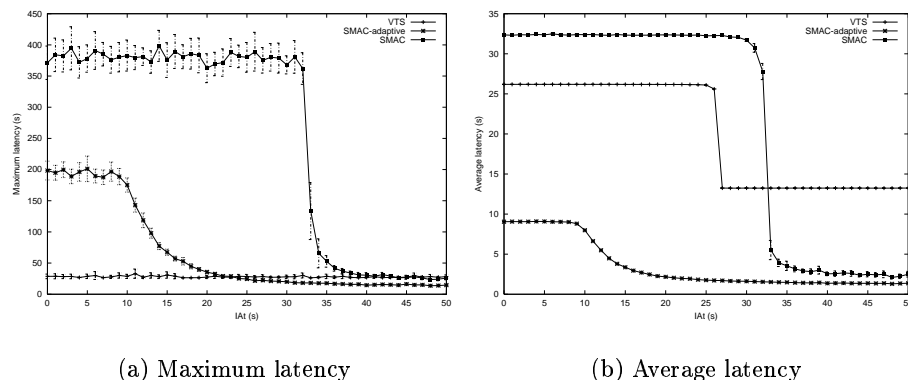 VTS
SMAC-adaptive
SMAC
Maximum latency (s)
450
400
350
300
250
200
150
100
50
0
0 5 10 15 20 25 30 35 40 45 50
IAt (s)
(a) Maximum latency
VTS
SMAC-adaptive
SMAC
Average latency (s)
35
30
25
20
15
10
5
0
0 5 10 15 20 25 30 35 40 45 50
IAt (s)
(b) Average latency